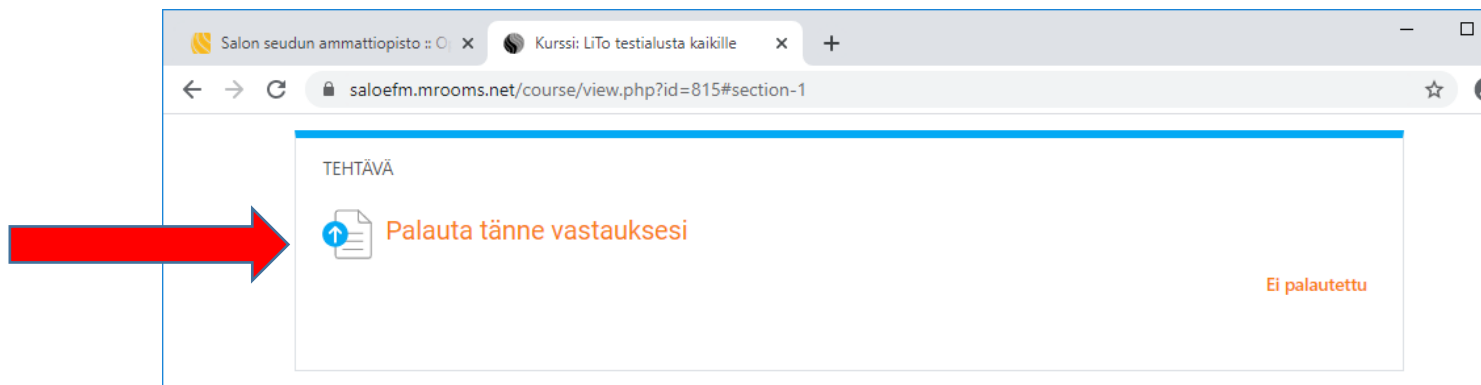 Salon seudun ammattiopisto :: O
Kurssi: LiTo testialusta kaikille
saloefm.mrooms.net/course/view.php?id=815#section-1
TEHTÄVÄ
Palauta tänne vastauksesi
Ei palautettu